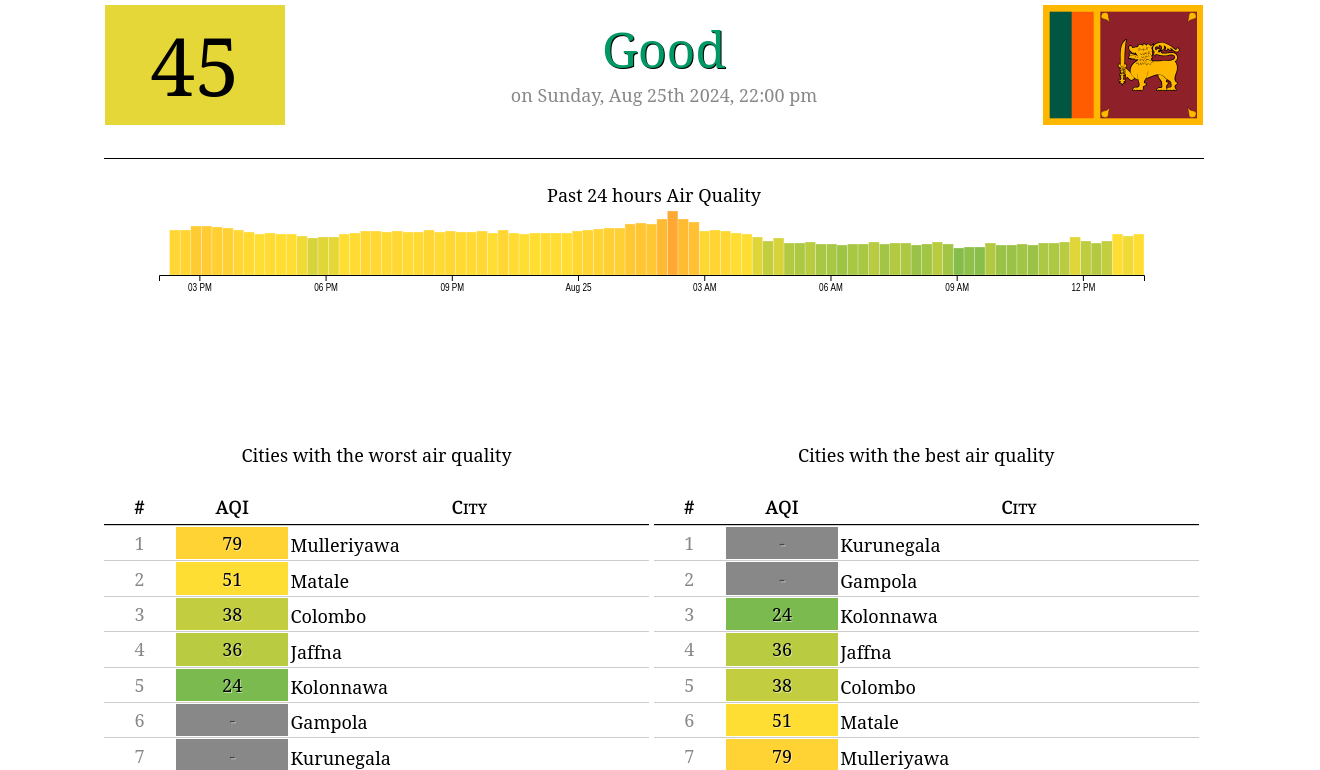 45
Good
on Sunday, Aug 25th 2024, 22:00 pm
Past 24 hours Air Quality
03 PM 06 PM 09 PM Aug 25 03 AM 06 AM 09 AM 12 PM
Cities with the worst air quality
# AQI City
1 79 Mulleriyawa
2 51 Matale
3 38 Colombo
4 36 Jaffna
5 24 Kolonnawa
6 - Gampola
7 - Kurunegala
Cities with the best air quality
# AQI City
1 - Kurunegala
2 - Gampola
3 24 Kolonnawa
4 36 Jaffna
5 38 Colombo
6 51 Matale
7 79 Mulleriyawa